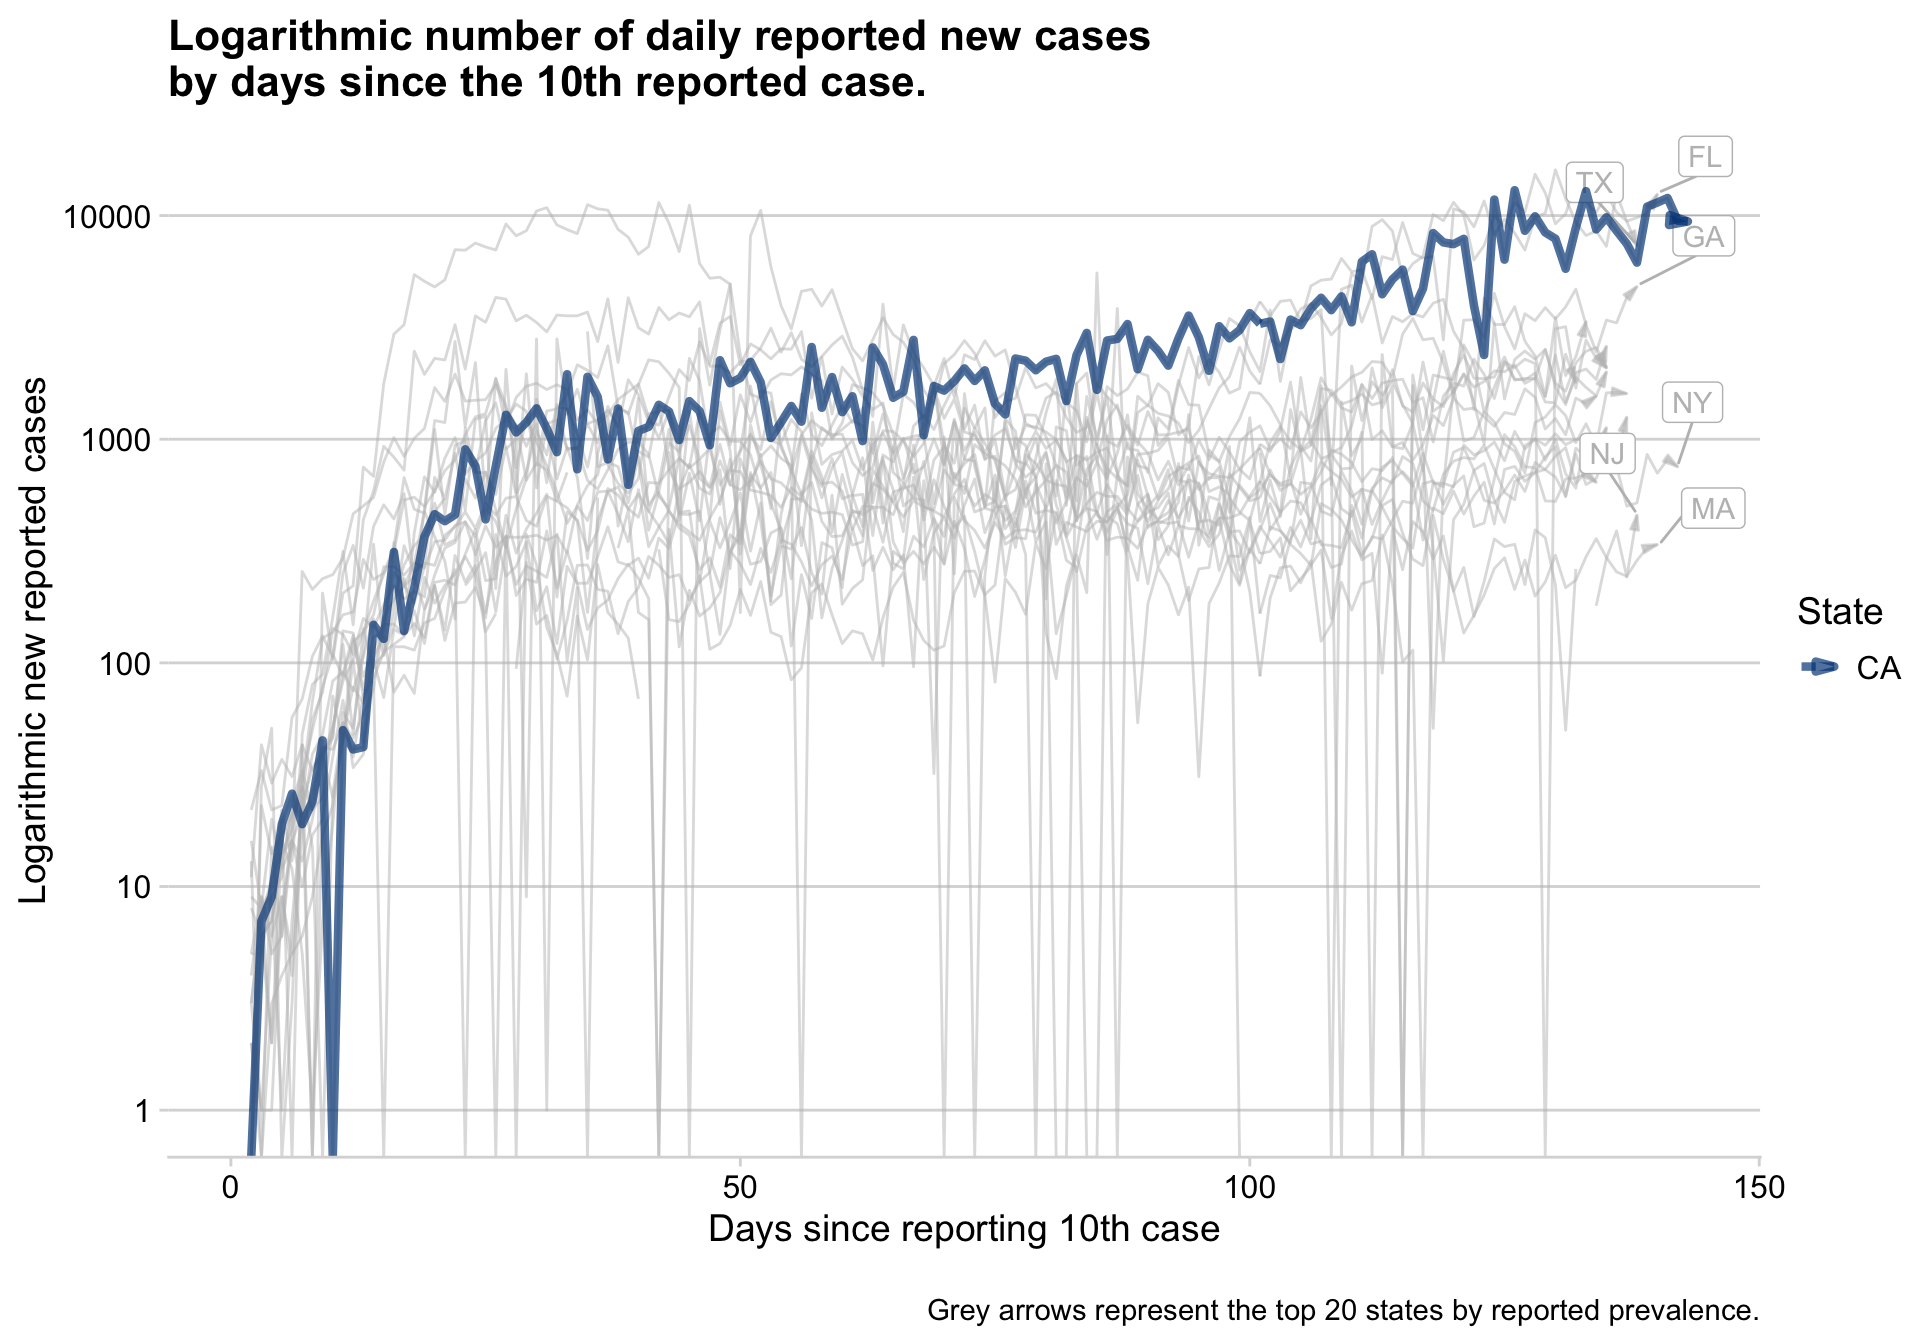 Logarithmic number of daily reported new cases
by days since the 10th reported case.
FL
TX
10000
GA
NY
1000
NJ
MA
Logarithmic new reported cases
State
CA
100
10
1
0 50 100 150
Days since reporting 10th case
Grey arrows represent the top 20 states by reported prevalence.